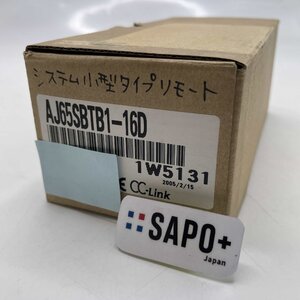 システム小型タイプリモート
AJ65SBTB1-16D
1W5131
2005/2/15
CE CC-Link
SAPO+
Japan